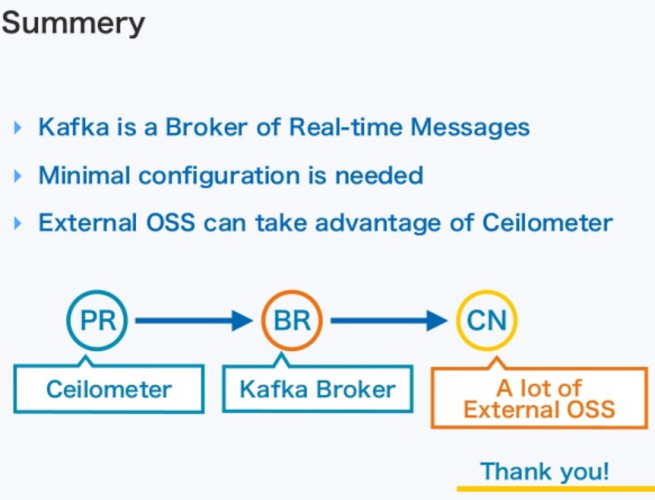 Summery
Kafka is a Broker of Real-time Messages
Minimal configuration is needed
External OSS can take advantage of Ceilometer
PR
BR
CN
Ceilometer
Kafka Broker
A lot of
External OSS
Thank you!